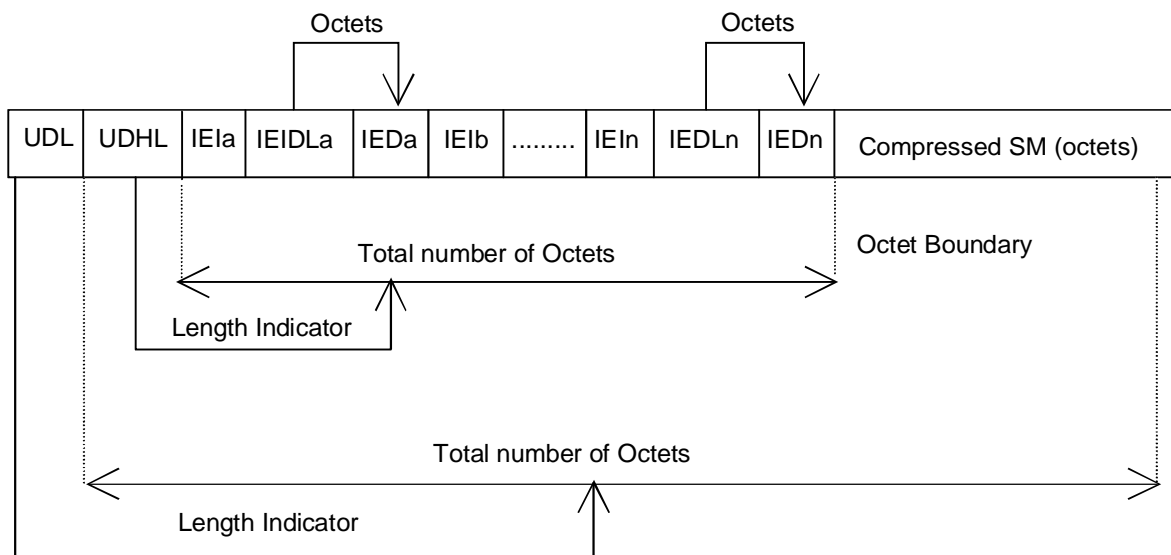 Octets Octets
UDL UDHL IEIa IEIDLa IEDa IEIb ......... IEIn IEDLn IEDn Compressed SM (octets)
Total number of Octets Octet Boundary
Length Indicator
Total number of Octets
Length Indicator